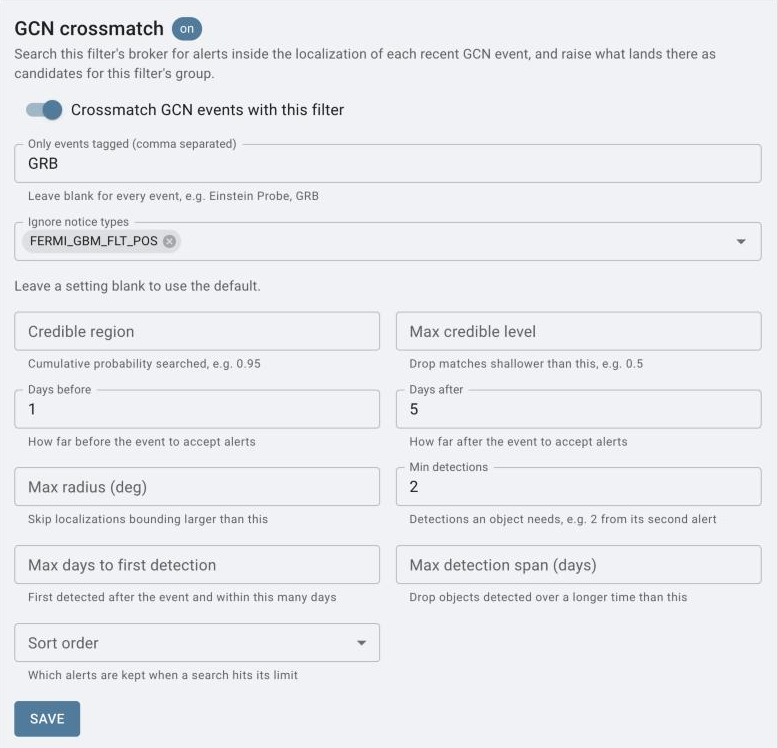 GCN crossmatch on
Search this filter's broker for alerts inside the localization of each recent GCN event, and raise what lands there as
candidates for this filter's group.
Crossmatch GCN events with this filter
Only events tagged (comma separated)
GRB
Leave blank for every event, e.g. Einstein Probe, GRB
Ignore notice types
FERMI_GBM_FLT_POS
Leave a setting blank to use the default.
Credible region
Max credible level
Cumulative probability searched, e.g. 0.95
Drop matches shallower than this, e.g. 0.5
Days before
1
Days after
5
How far before the event to accept alerts
How far after the event to accept alerts
Max radius (deg)
Min detections
2
Skip localizations bounding larger than this
Detections an object needs, e.g. 2 from its second alert
Max days to first detection
Max detection span (days)
First detected after the event and within this many days
Drop objects detected over a longer time than this
Sort order
Which alerts are kept when a search hits its limit
SAVE